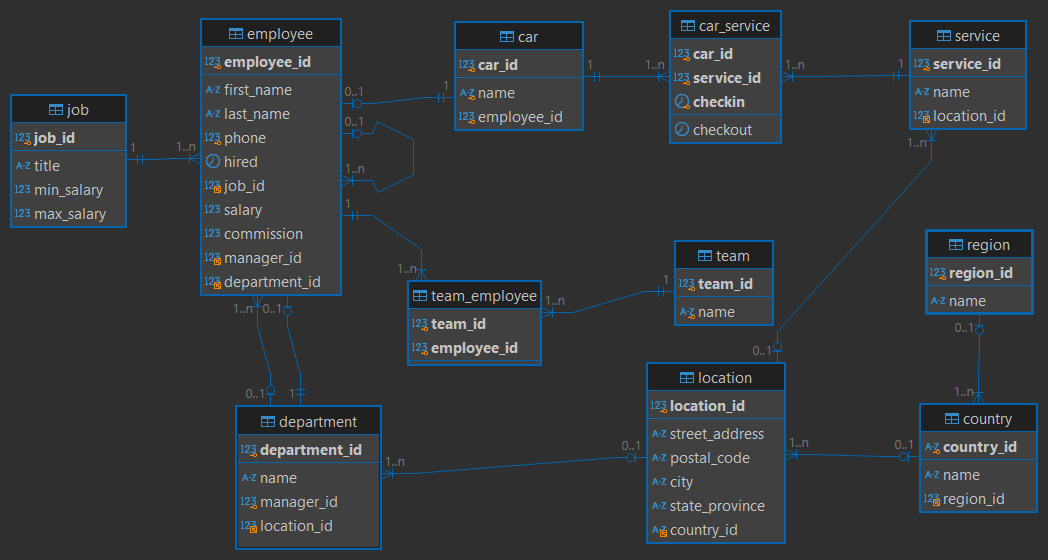 employee
123 employee_id
A-Z first_name
A-Z last_name
123 phone
hired
123 job_id
123 salary
123 commission
123 manager_id
123 department_id
job
123 job_id
A-Z title
123 min_salary
123 max_salary
car
123 car_id
A-Z name
123 employee_id
car_service
123 car_id
123 service_id
checkin
checkout
service
123 service_id
A-Z name
123 location_id
team
123 team_id
A-Z name
team_employee
123 team_id
123 employee_id
region
123 region_id
A-Z name
location
123 location_id
A-Z street_address
A-Z postal_code
A-Z city
A-Z state_province
A-Z country_id
country
A-Z country_id
A-Z name
123 region_id
department
123 department_id
A-Z name
123 manager_id
123 location_id
1
1..n
0..1
1
0..1
1..n
1
1..n
1..n
1
1
1..n
1..n
1
1..n
0..1
0..1
1..n
1..n
0..1
0..1
1
1..n
0..1
1..n
0..1